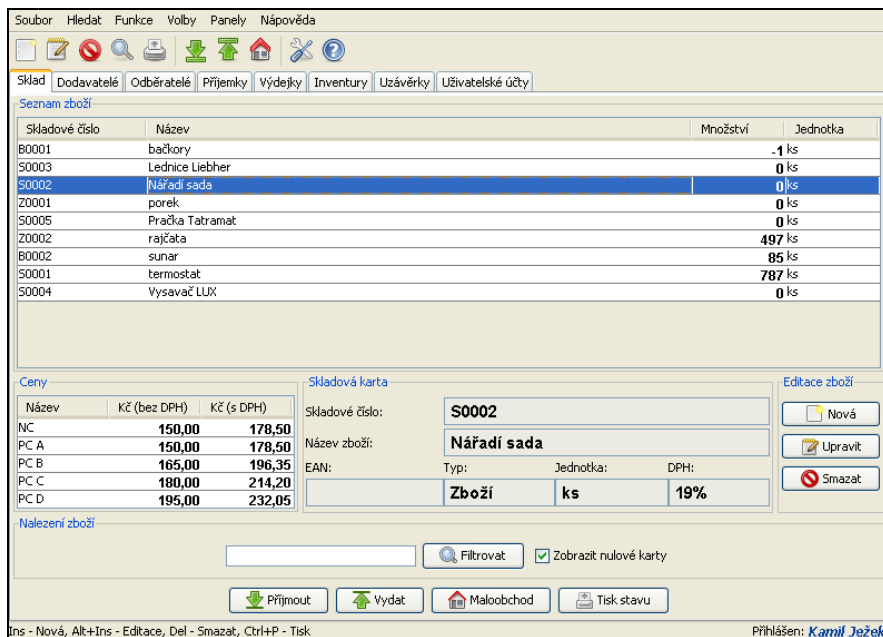 Soubor Hledat Funkce Volby Panely Nápověda
Sklad Dodavatelé Odběratelé Příjemky Výdejky Inventury Uzávěrky Uživatelské účty
Seznam zboží
Skladové číslo Název Množství Jednotka
B0001 bačkory -1 ks
S0003 Lednice Liebher 0 ks
S0002 Nářadí sada 0 ks
Z0001 porek 0 ks
S0005 Pračka Tatramat 0 ks
Z0002 rajčata 497 ks
B0002 sunar 85 ks
S0001 termostat 787 ks
S0004 Vysavač LUX 0 ks
Ceny
Název Kč (bez DPH) Kč (s DPH)
NC 150,00 178,50
PC A 150,00 178,50
PC B 165,00 196,35
PC C 180,00 214,20
PC D 195,00 232,05
Skladová karta
Skladové číslo: S0002
Název zboží: Nářadí sada
EAN: Typ: Jednotka: DPH:
Zboží ks 19%
Editace zboží
Nová
Upravit
Smazat
Nalezení zboží
Filtrovat Zobrazit nulové karty
Příjmout Vydat Maloobchod Tisk stavu
Ins - Nová, Alt+Ins - Editace, Del - Smazat, Ctrl+P - Tisk Přihlášen: Kamil Ježek